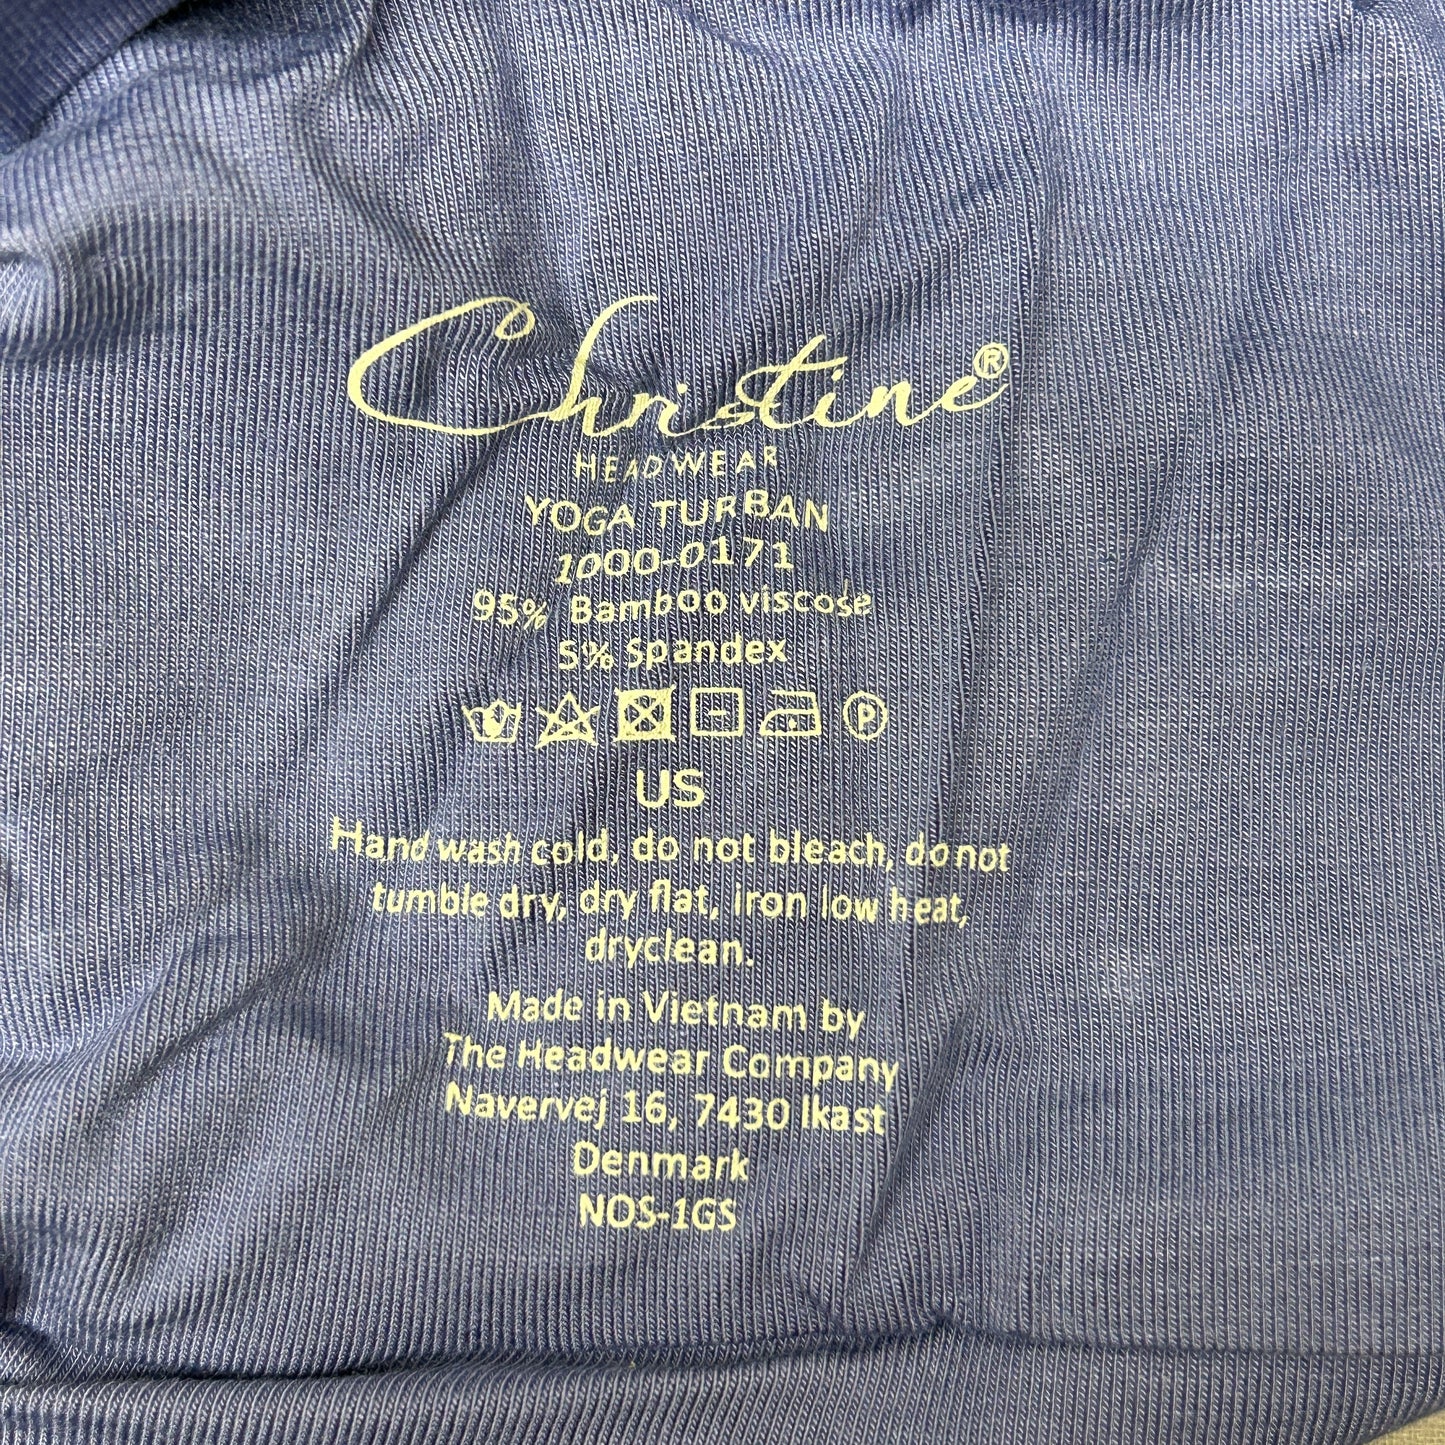 Christine®
HEADWEAR
YOGA TURBAN
1000-0171
95% Bamboo viscose
5% Spandex
P
US
Hand wash cold, do not bleach, do not
tumble dry, dry flat, iron low heat,
dryclean.
Made in Vietnam by
The Headwear Company
Navervej 16, 7430 Ikast
Denmark
NOS-1GS